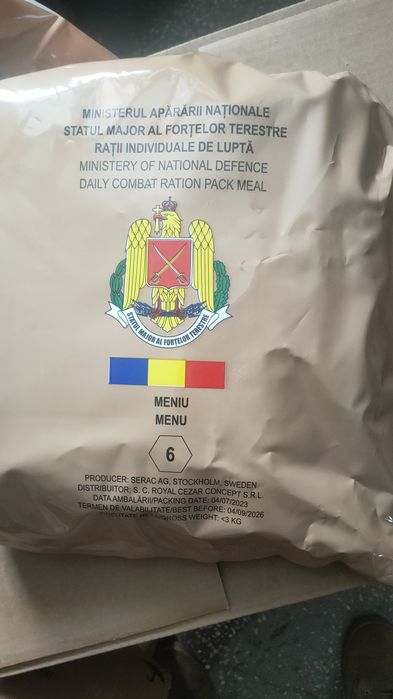 MINISTERUL APĂRĂRII NAȚIONALE
STATUL MAJOR AL FORȚELOR TERESTRE
RAȚII INDIVIDUALE DE LUPTĂ
MINISTRY OF NATIONAL DEFENCE
DAILY COMBAT RATION PACK MEAL
STATUL MAJOR AL FORȚELOR TERESTRE
MENIU
MENU
6
PRODUCER: SERAC AG, STOCKHOLM, SWEDEN
DISTRIBUITOR, S. C. ROYAL CEZAR CONCEPT S.R.L.
DATA AMBALĂRII/PACKING DATE: 04/07/2023
TERMEN DE VALABILITATE/BEST BEFORE: 04/09/2026
GROSS WEIGHT: <3 KG